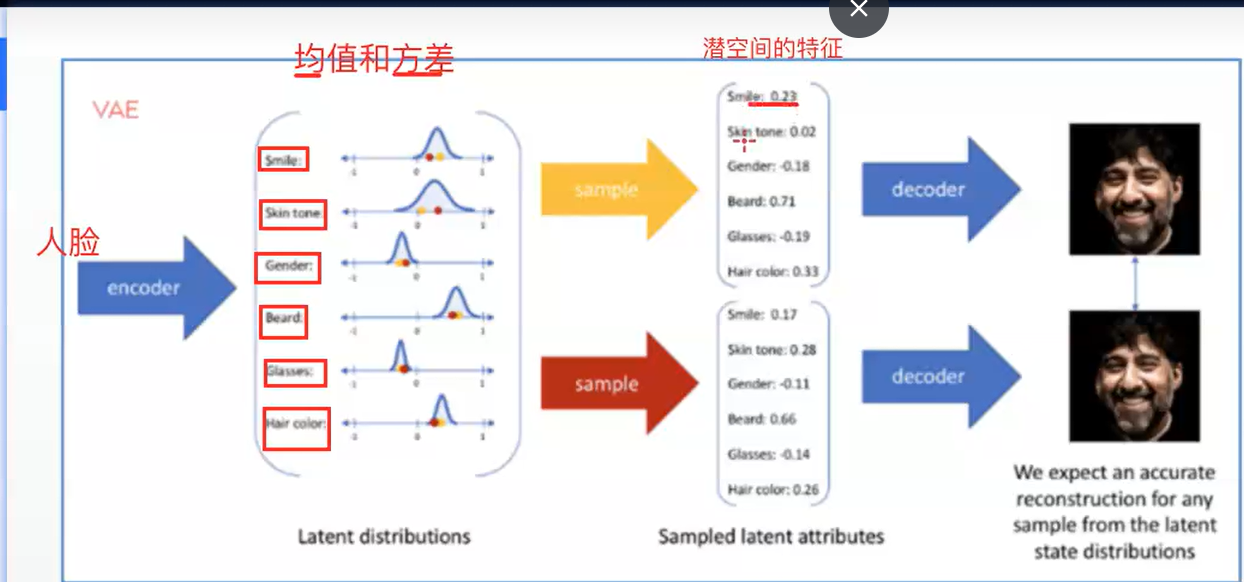 均值和方差
潜空间的特征
VAE
人脸
encoder
Smile:
-1 0 1
Skin tone:
-1 0 1
Gender:
-1 0 1
Beard:
-1 0 1
Glasses:
-1 0 1
Hair color:
-1 0 1
Latent distributions
sample
sample
Smile: 0.23
Skin tone: 0.02
Gender: -0.18
Beard: 0.71
Glasses: -0.19
Hair color: 0.33
Smile: 0.17
Skin tone: 0.28
Gender: -0.11
Beard: 0.66
Glasses: -0.14
Hair color: 0.26
Sampled latent attributes
decoder
decoder
We expect an accurate
reconstruction for any
sample from the latent
state distributions